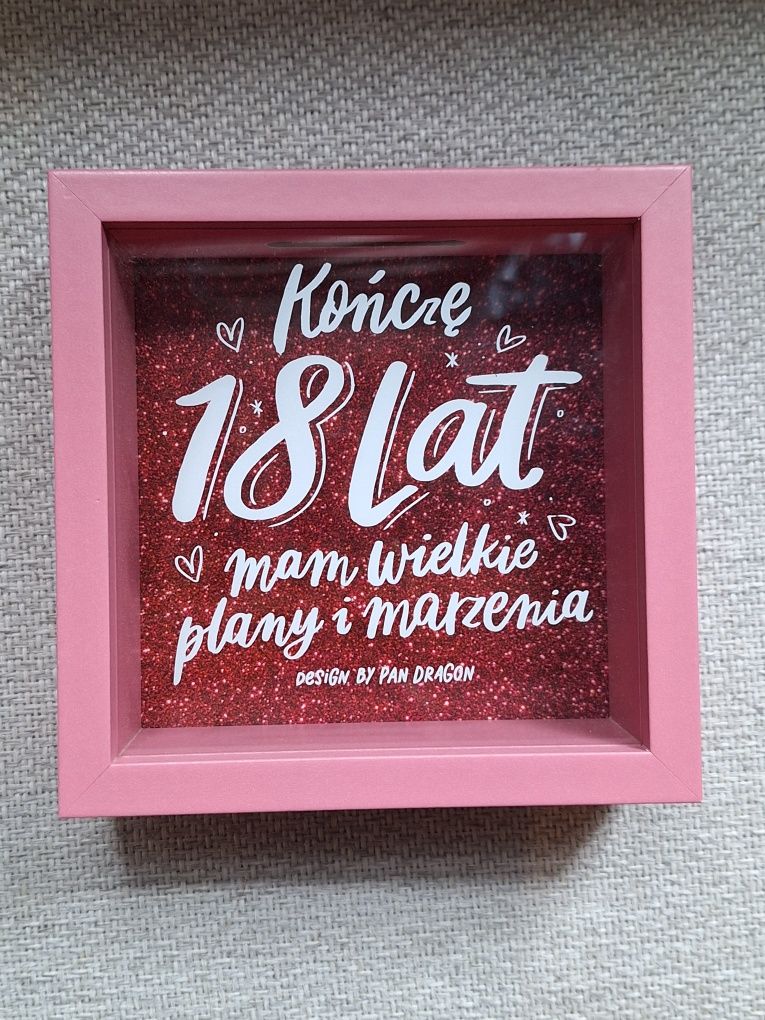 Kończę
18 Lat
mam wielkie
plany i marzenia
DESIGN BY PAN DRAGON